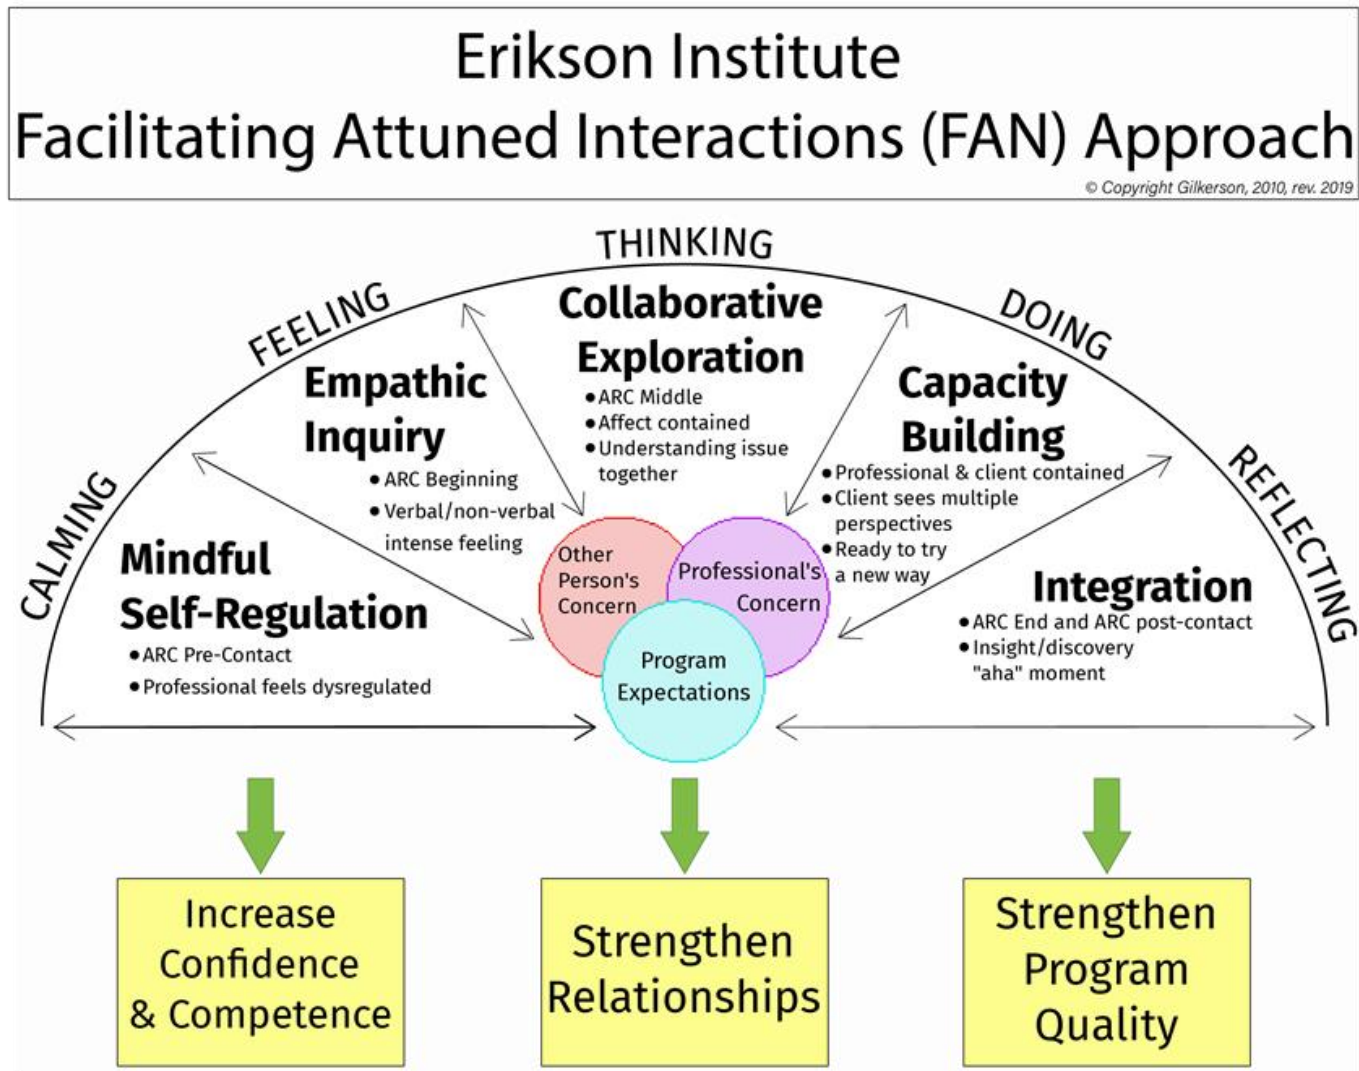 Erikson Institute
Facilitating Attuned Interactions (FAN) Approach
© Copyright Gilkerson, 2010, rev. 2019
CALMING
FEELING
THINKING
DOING
REFLECTING
Mindful
Self-Regulation
● ARC Pre-Contact
● Professional feels dysregulated
Empathic
Inquiry
● ARC Beginning
● Verbal/non-verbal
intense feeling
Collaborative
Exploration
● ARC Middle
● Affect contained
● Understanding issue
together
Capacity
Building
● Professional & client contained
● Client sees multiple
perspectives
● Ready to try
a new way
Integration
● ARC End and ARC post-contact
● Insight/discovery
"aha" moment
Other
Person's
Concern
Professional's
Concern
Program
Expectations
Increase
Confidence
& Competence
Strengthen
Relationships
Strengthen
Program
Quality